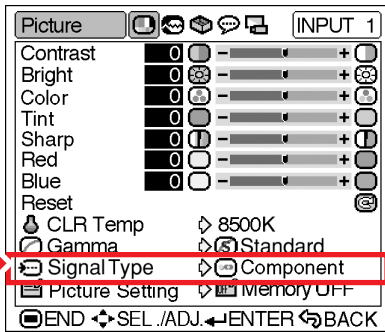 Picture INPUT 1
Contrast 0 - +
Bright 0 - +
Color 0 - +
Tint 0 - +
Sharp 0 - +
Red 0 - +
Blue 0 - +
Reset
CLR Temp 8500K
Gamma S Standard
Signal Type Component
Picture Setting Memory OFF
END SEL./ADJ. ENTER BACK